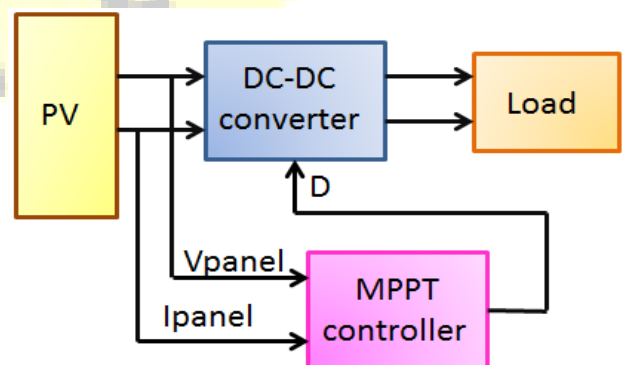 PV
DC-DC
converter
Load
D
Vpanel
Ipanel
MPPT
controller